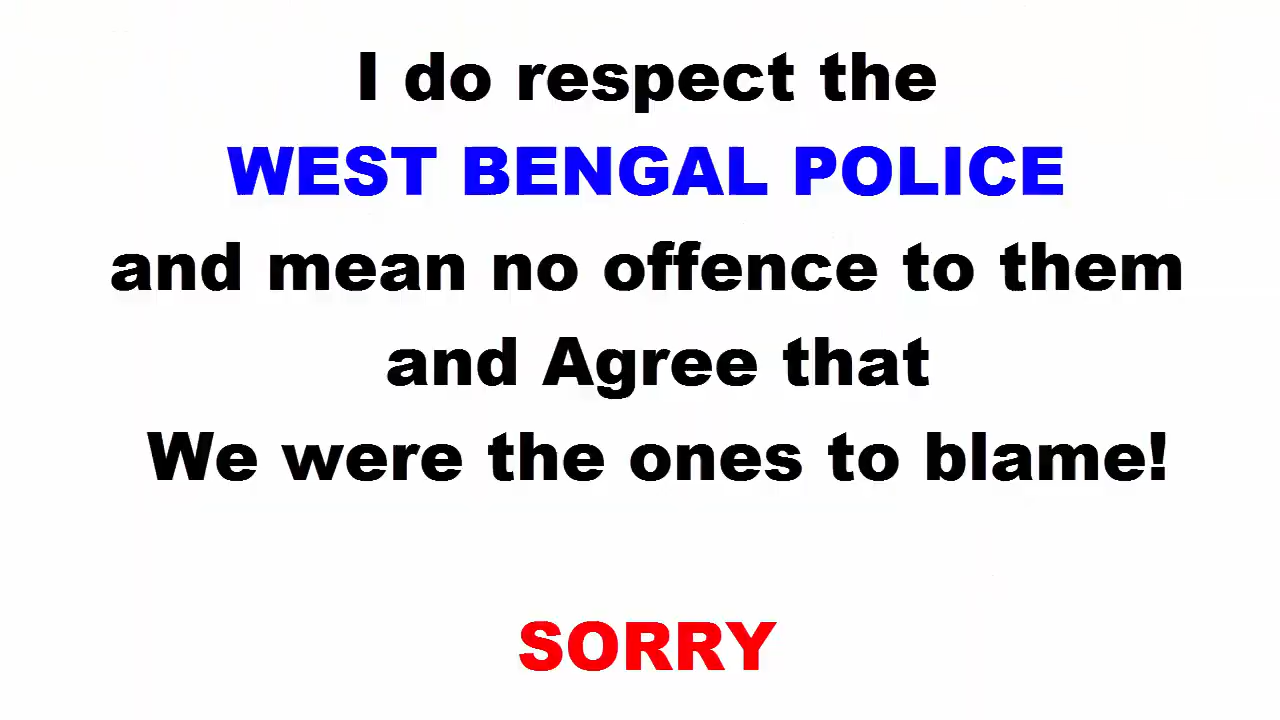 I do respect the
WEST BENGAL POLICE
and mean no offence to them
and Agree that
We were the ones to blame!
SORRY